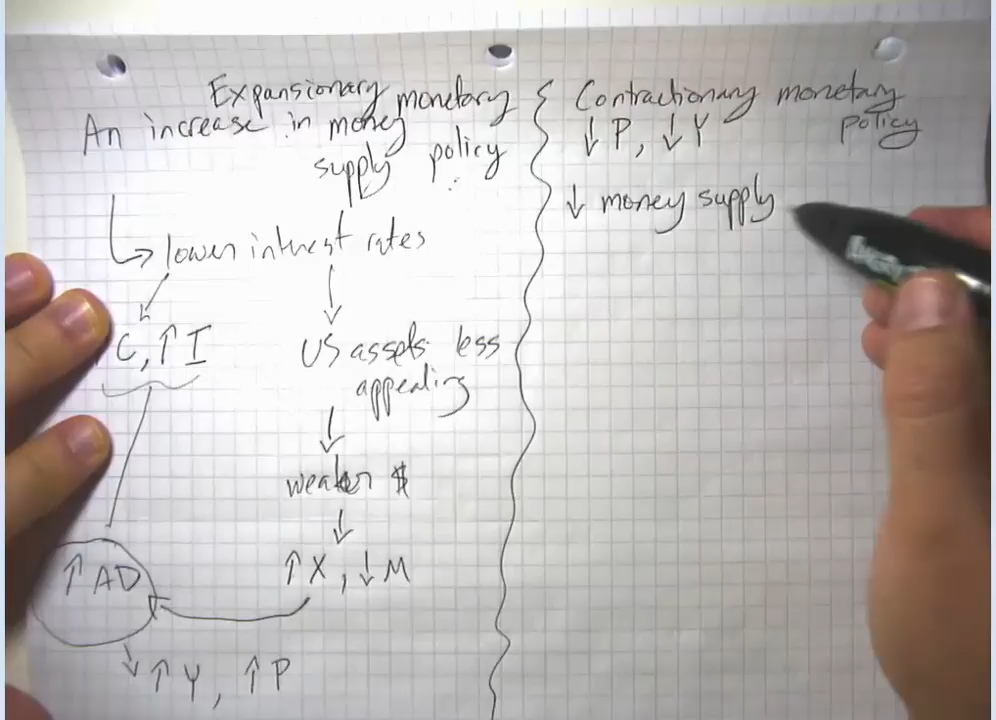 Expansionary monetary
An increase in money
supply policy
lower interest rates
C, ↑ I
US assets less
appealing
weaker $
↑ X, ↓ M
↑ AD
↑ Y, ↑ P
Contractionary monetary
policy
↓ P, ↓ Y
↓ money supply